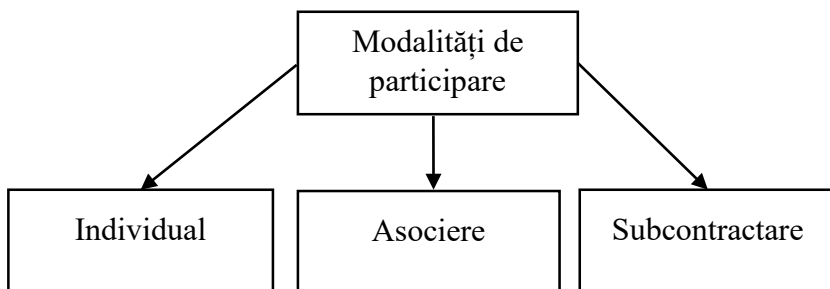 Modalități de
participare
Individual
Asociere
Subcontractare